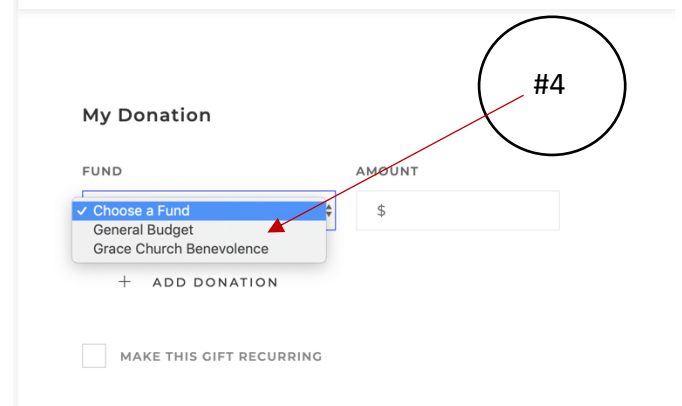 #4
My Donation
FUND
AMOUNT
✓ Choose a Fund
$
General Budget
Grace Church Benevolence
+ ADD DONATION
MAKE THIS GIFT RECURRING